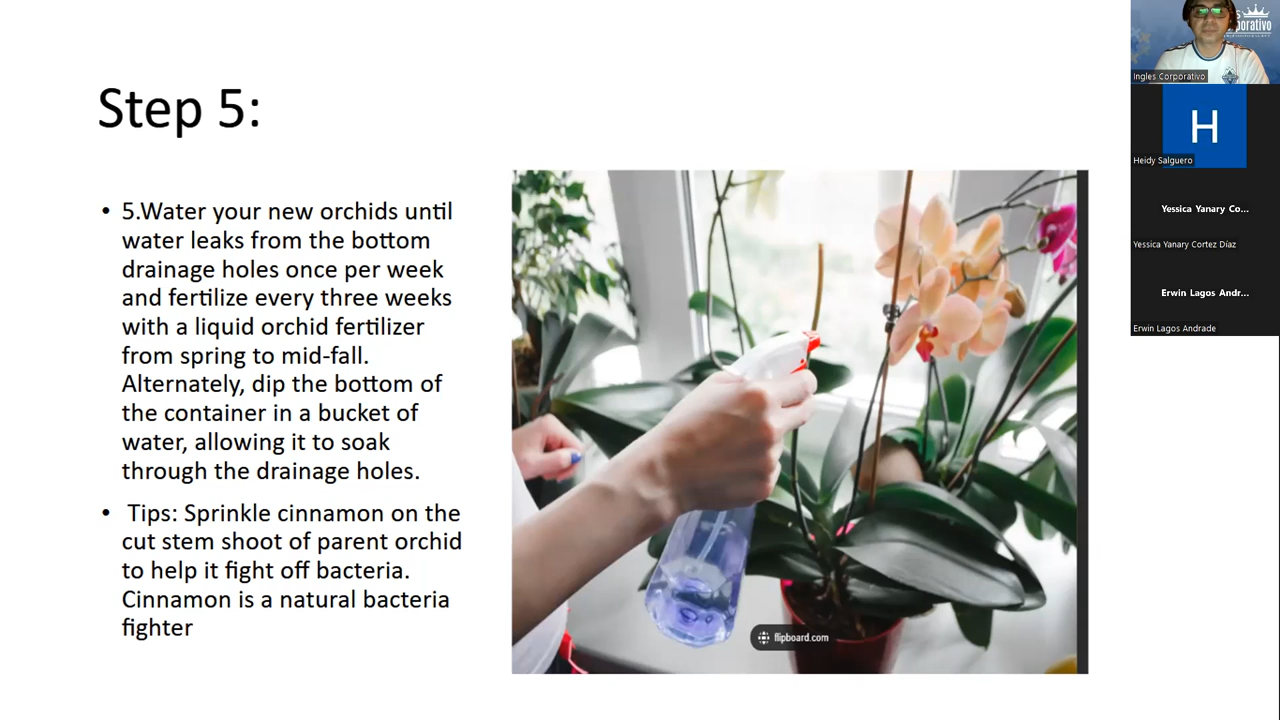 Step 5:
• 5.Water your new orchids until
water leaks from the bottom
drainage holes once per week
and fertilize every three weeks
with a liquid orchid fertilizer
from spring to mid-fall.
Alternately, dip the bottom of
the container in a bucket of
water, allowing it to soak
through the drainage holes.
• Tips: Sprinkle cinnamon on the
cut stem shoot of parent orchid
to help it fight off bacteria.
Cinnamon is a natural bacteria
fighter
flipboard.com
Ingles Corporativo
H
Heidy Salguero
Yessica Yanary Co...
Yessica Yanary Cortez Díaz
Erwin Lagos Andr...
Erwin Lagos Andrade